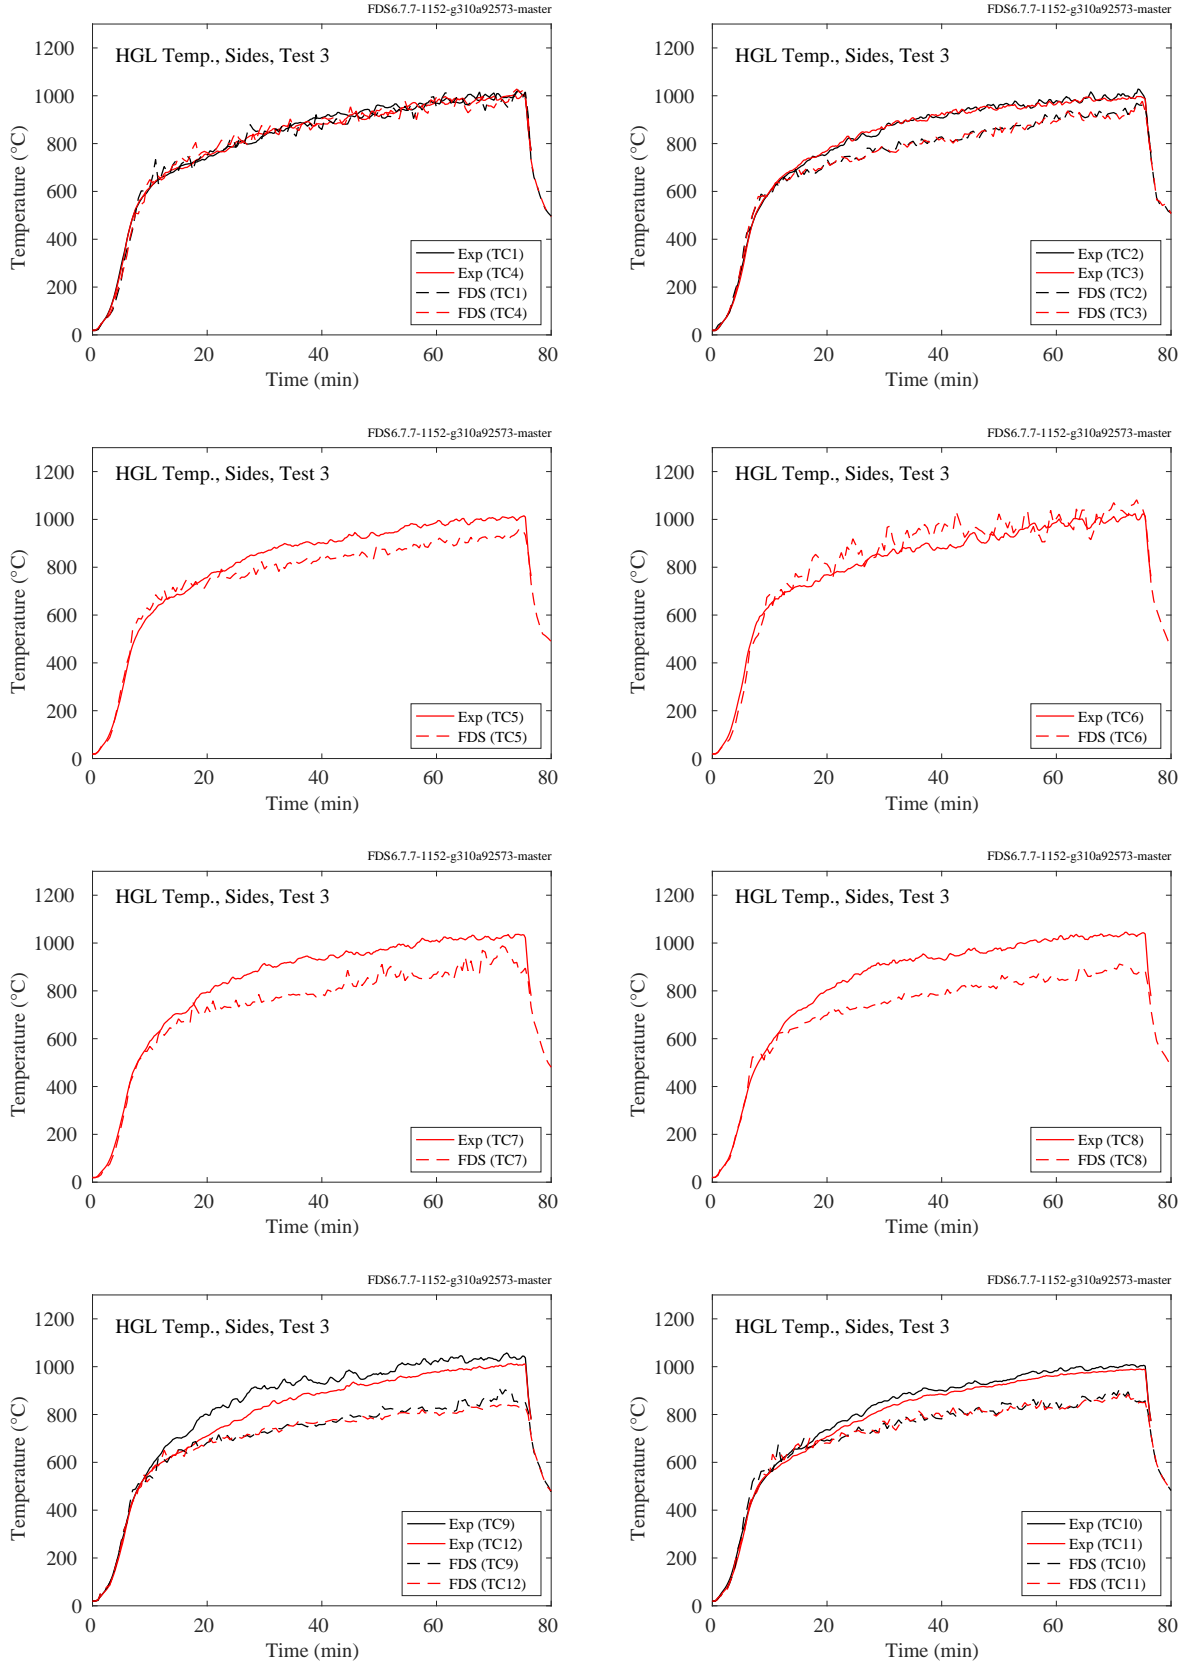 FDS6.7.7-1152-g310a92573-master
HGL Temp., Sides, Test 3
Temperature (°C)
1200
1000
800
600
400
200
0
0 20 40 60 80
Time (min)
Exp (TC1)
Exp (TC4)
FDS (TC1)
FDS (TC4)
FDS6.7.7-1152-g310a92573-master
HGL Temp., Sides, Test 3
Temperature (°C)
1200
1000
800
600
400
200
0
0 20 40 60 80
Time (min)
Exp (TC2)
Exp (TC3)
FDS (TC2)
FDS (TC3)
FDS6.7.7-1152-g310a92573-master
HGL Temp., Sides, Test 3
Temperature (°C)
1200
1000
800
600
400
200
0
0 20 40 60 80
Time (min)
Exp (TC5)
FDS (TC5)
FDS6.7.7-1152-g310a92573-master
HGL Temp., Sides, Test 3
Temperature (°C)
1200
1000
800
600
400
200
0
0 20 40 60 80
Time (min)
Exp (TC6)
FDS (TC6)
FDS6.7.7-1152-g310a92573-master
HGL Temp., Sides, Test 3
Temperature (°C)
1200
1000
800
600
400
200
0
0 20 40 60 80
Time (min)
Exp (TC7)
FDS (TC7)
FDS6.7.7-1152-g310a92573-master
HGL Temp., Sides, Test 3
Temperature (°C)
1200
1000
800
600
400
200
0
0 20 40 60 80
Time (min)
Exp (TC8)
FDS (TC8)
FDS6.7.7-1152-g310a92573-master
HGL Temp., Sides, Test 3
Temperature (°C)
1200
1000
800
600
400
200
0
0 20 40 60 80
Time (min)
Exp (TC9)
Exp (TC12)
FDS (TC9)
FDS (TC12)
FDS6.7.7-1152-g310a92573-master
HGL Temp., Sides, Test 3
Temperature (°C)
1200
1000
800
600
400
200
0
0 20 40 60 80
Time (min)
Exp (TC10)
Exp (TC11)
FDS (TC10)
FDS (TC11)